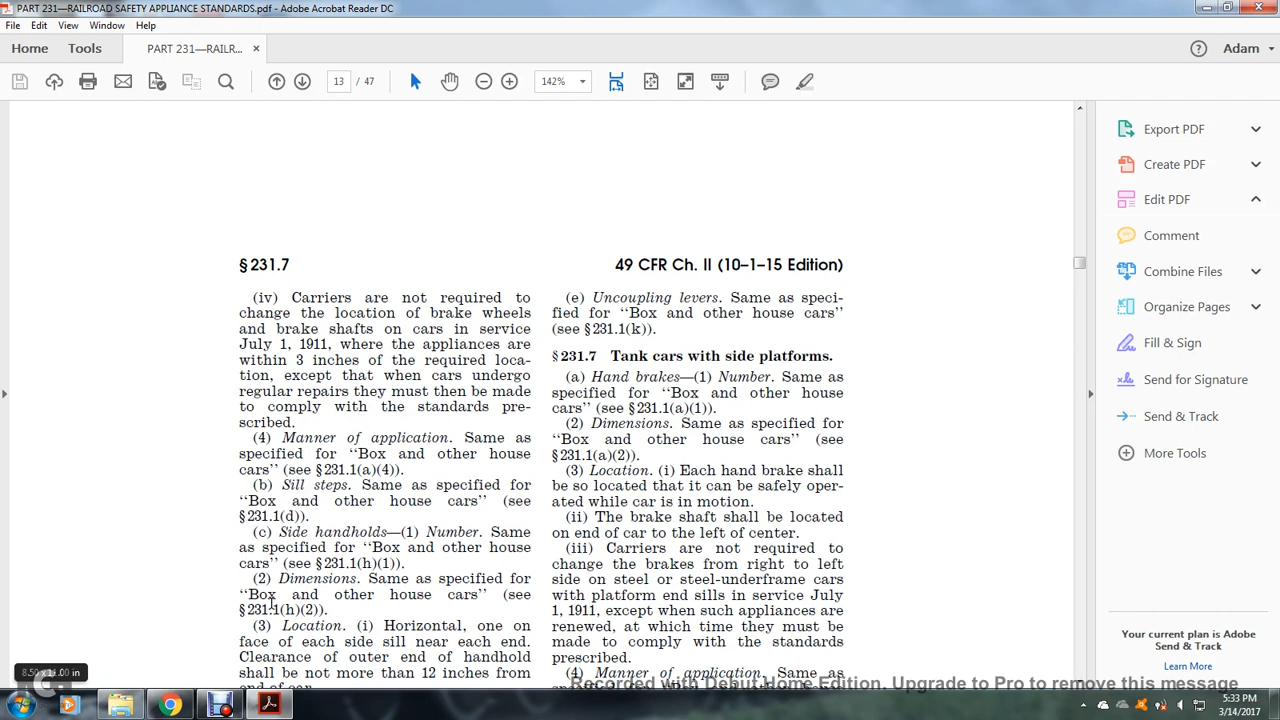 PART 231—RAILROAD SAFETY APPLIANCE STANDARDS.pdf - Adobe Acrobat Reader DC
File Edit View Window Help
Home Tools PART 231—RAILR... × Adam
13 / 47 142%
§ 231.7 49 CFR Ch. II (10–1–15 Edition)
(iv) Carriers are not required to
change the location of brake wheels
and brake shafts on cars in service
July 1, 1911, where the appliances are
within 3 inches of the required loca-
tion, except that when cars undergo
regular repairs they must then be made
to comply with the standards pre-
scribed.
(4) Manner of application. Same as
specified for ‘‘Box and other house
cars’’ (see § 231.1(a)(4).
(b) Sill steps. Same as specified for
‘‘Box and other house cars’’ (see
§ 231.1(d)).
(c) Side handholds—(1) Number. Same
as specified for ‘‘Box and other house
cars’’ (see § 231.1(h)(1)).
(2) Dimensions. Same as specified for
‘‘Box and other house cars’’ (see
§ 231.1(h)(2)).
(3) Location. (i) Horizontal, one on
face of each side sill near each end.
Clearance of outer end of handhold
shall be not more than 12 inches from
end of car.
(e) Uncoupling levers. Same as speci-
fied for ‘‘Box and other house cars’’
(see § 231.1(k)).
§ 231.7 Tank cars with side platforms.
(a) Hand brakes—(1) Number. Same as
specified for ‘‘Box and other house
cars’’ (see § 231.1(a)(1)).
(2) Dimensions. Same as specified for
‘‘Box and other house cars’’ (see
§ 231.1(a)(2)).
(3) Location. (i) Each hand brake shall
be so located that it can be safely oper-
ated while car is in motion.
(ii) The brake shaft shall be located
on end of car to the left of center.
(iii) Carriers are not required to
change the brakes from right to left
side on steel or steel-underframe cars
with platform end sills in service July
1, 1911, except when such appliances are
renewed, at which time they must be
made to comply with the standards
prescribed.
(4) Manner of application. Same as
Export PDF
Create PDF
Edit PDF
Comment
Combine Files
Organize Pages
Fill & Sign
Send for Signature
Send & Track
More Tools
Your current plan is Adobe
Send & Track
Learn More
8.50 x 11.00 in
Recorded with Debut Home Edition. Upgrade to Pro to remove this message
5:33 PM
3/14/2017